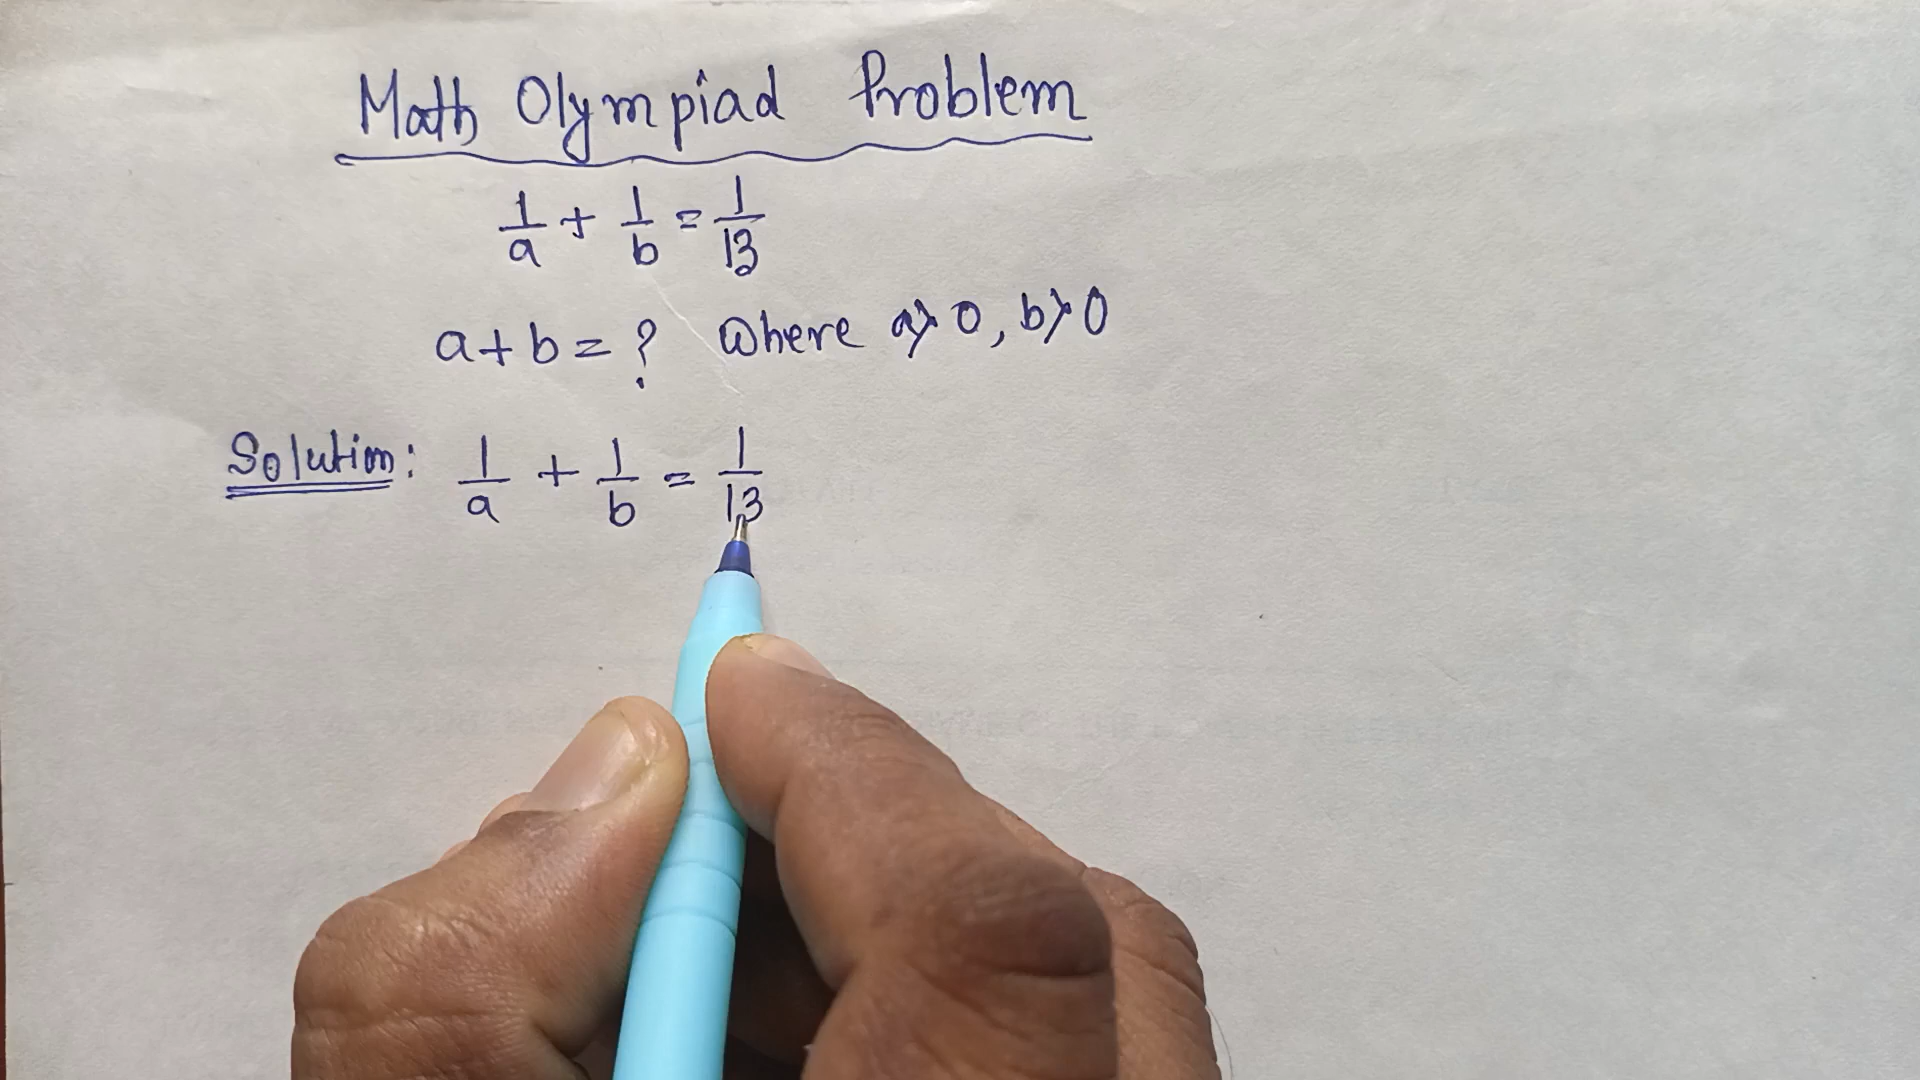 Math Olympiad Problem
1/a + 1/b = 1/13
a+b=? Where a>0, b>0
Solution: 1/a + 1/b = 1/13